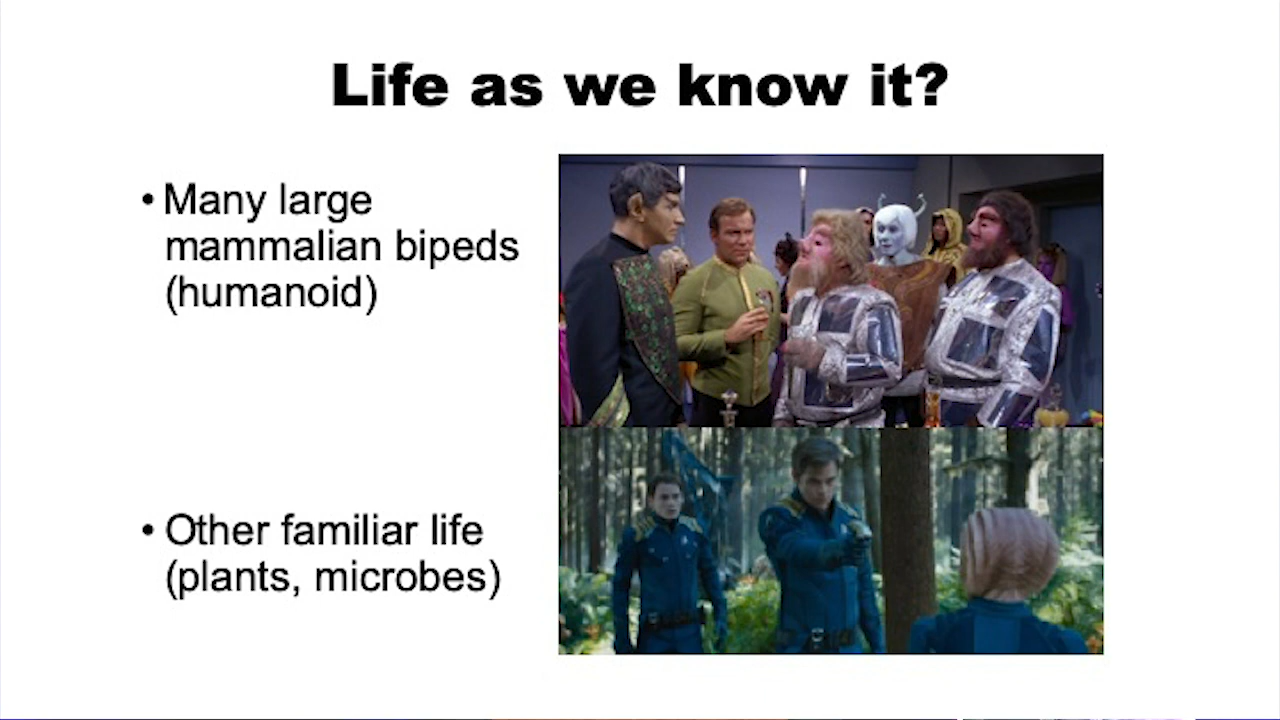 Life as we know it?
• Many large
mammalian bipeds
(humanoid)
• Other familiar life
(plants, microbes)